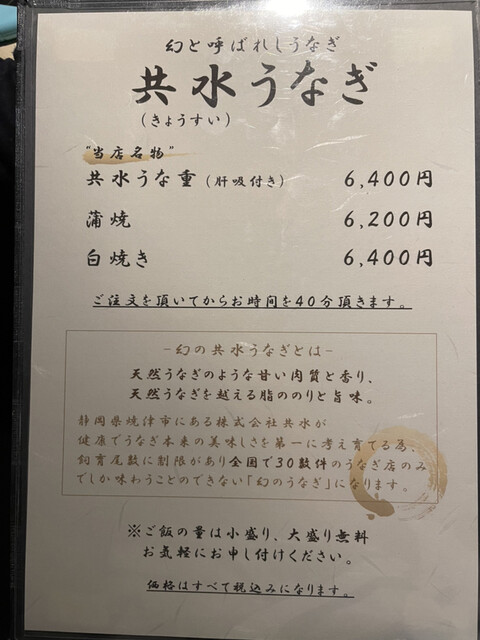 幻と呼ばれしうなぎ
共水うなぎ
(きょうすい)
"当店名物"
共水うな重(肝吸付き) 6,400円
蒲焼 6,200円
白焼き 6,400円
ご注文を頂いてからお時間を40分頂きます。
-幻の共水うなぎとは-
天然うなぎのような甘い肉質と香り、
天然うなぎを越える脂ののりと旨味。
静岡県焼津市にある株式会社共水が
健康でうなぎ本来の美味しさを第一に考え育てる為、
飼育尾数に制限があり全国で30数件のうなぎ店のみ
でしか味わうことのできない「幻のうなぎ」になります。
※ご飯の量は小盛り、大盛り無料
お気軽にお申し付けください。
価格はすべて税込みになります。